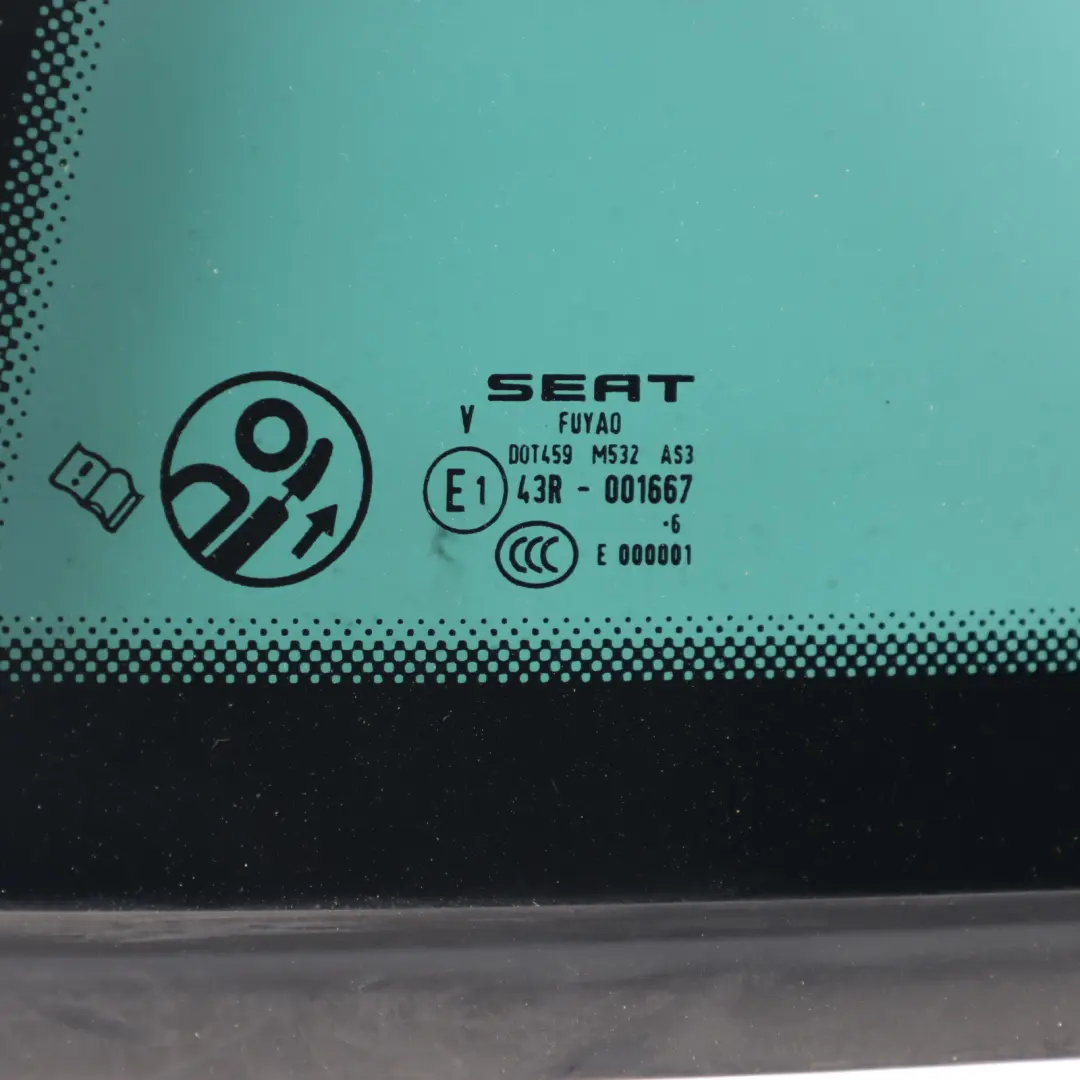 SEAT
V FUYAO
DOT459 M532 AS3
E1 43R - 001667
·6
CCC E 000001
!